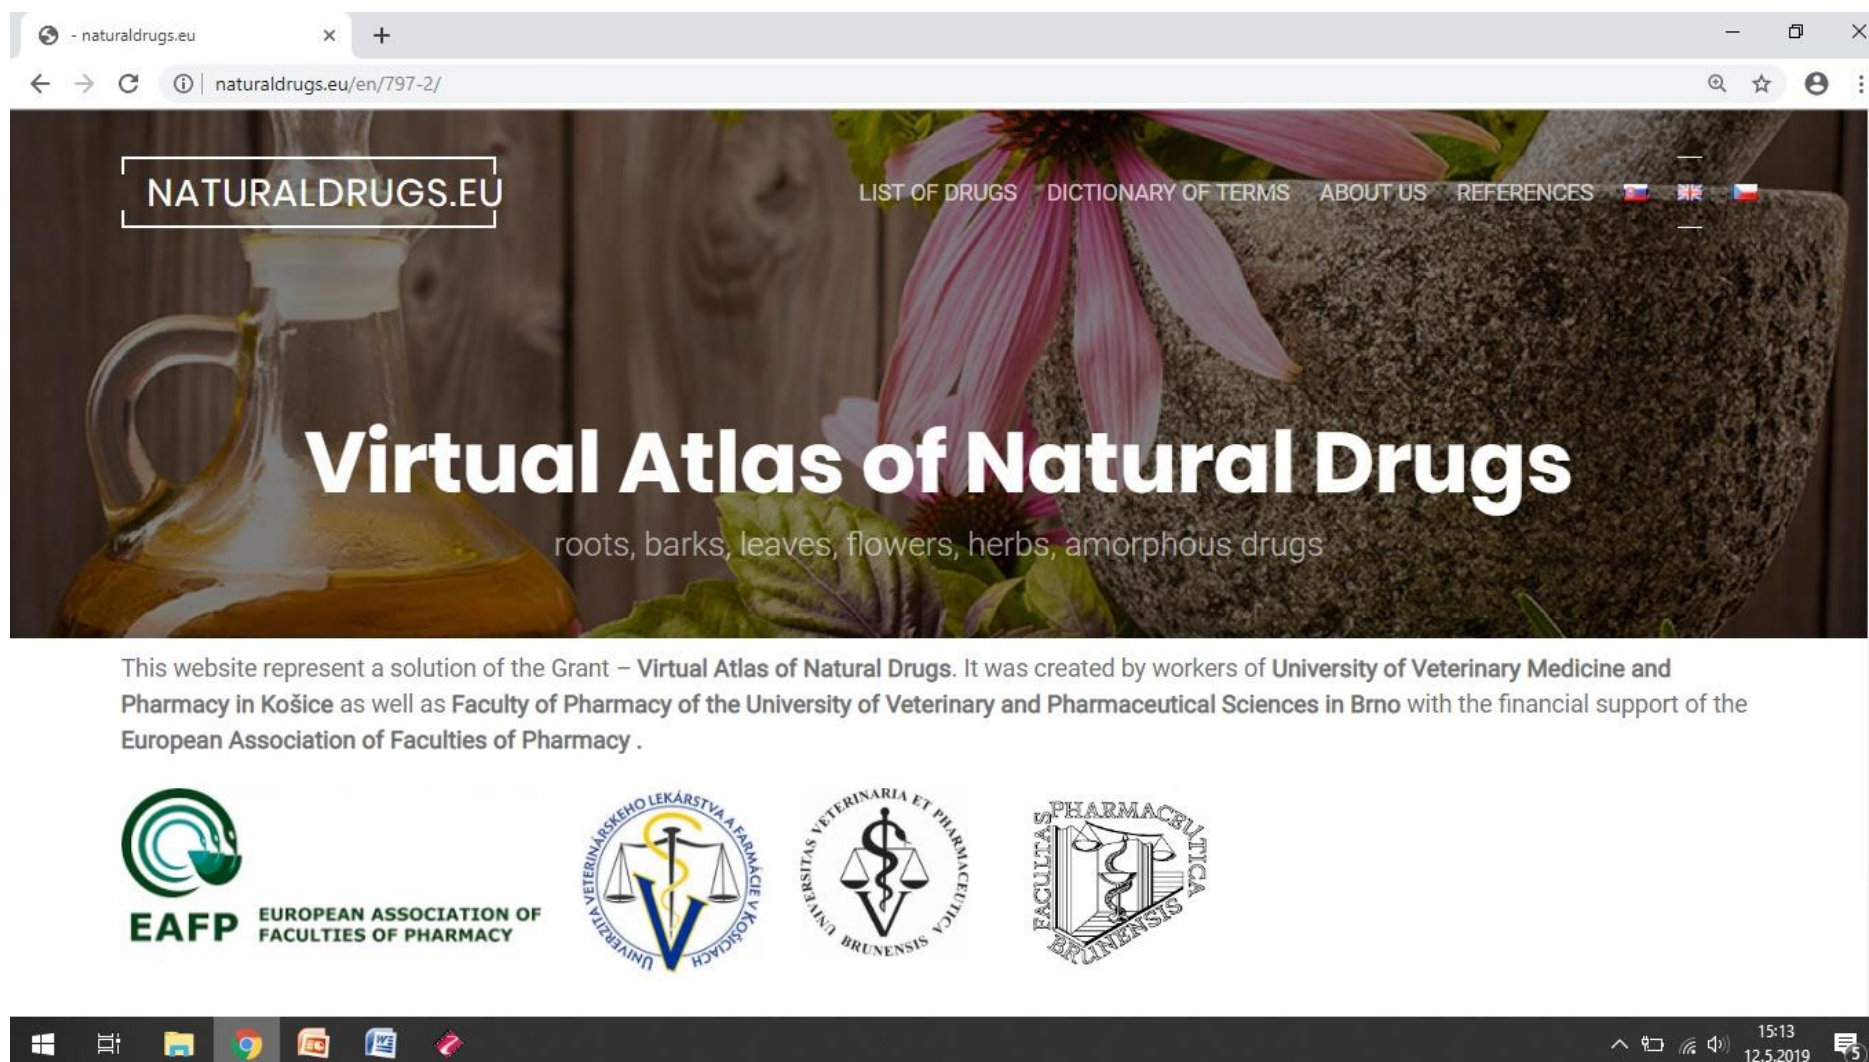 - naturaldrugs.eu
naturaldrugs.eu/en/797-2/
NATURALDRUGS.EU
LIST OF DRUGS DICTIONARY OF TERMS ABOUT US REFERENCES
Virtual Atlas of Natural Drugs
roots, barks, leaves, flowers, herbs, amorphous drugs
This website represent a solution of the Grant – Virtual Atlas of Natural Drugs. It was created by workers of University of Veterinary Medicine and
Pharmacy in Košice as well as Faculty of Pharmacy of the University of Veterinary and Pharmaceutical Sciences in Brno with the financial support of the
European Association of Faculties of Pharmacy .
EAFP
EUROPEAN ASSOCIATION OF
FACULTIES OF PHARMACY
UNIVERZITA VETERINÁRSKEHO LEKÁRSTVA A FARMÁCIE V KOŠICIACH
UNIVERSITAS VETERINARIA ET PHARMACEUTICA
BRUNENSIS
FACULTAS PHARMACEUTICA
BRUNENSIS
15:13
12.5.2019
5